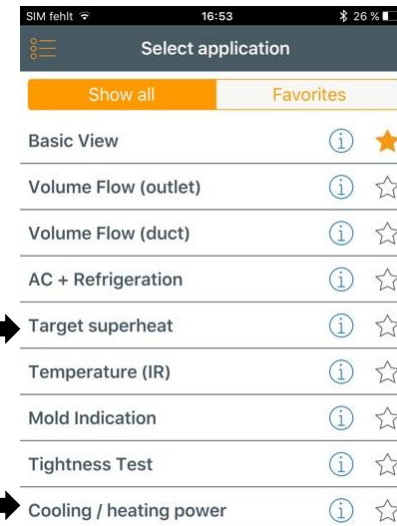 SIM fehlt 16:53 26 %
Select application
Show all Favorites
Basic View
Volume Flow (outlet)
Volume Flow (duct)
AC + Refrigeration
Target superheat
Temperature (IR)
Mold Indication
Tightness Test
Cooling / heating power